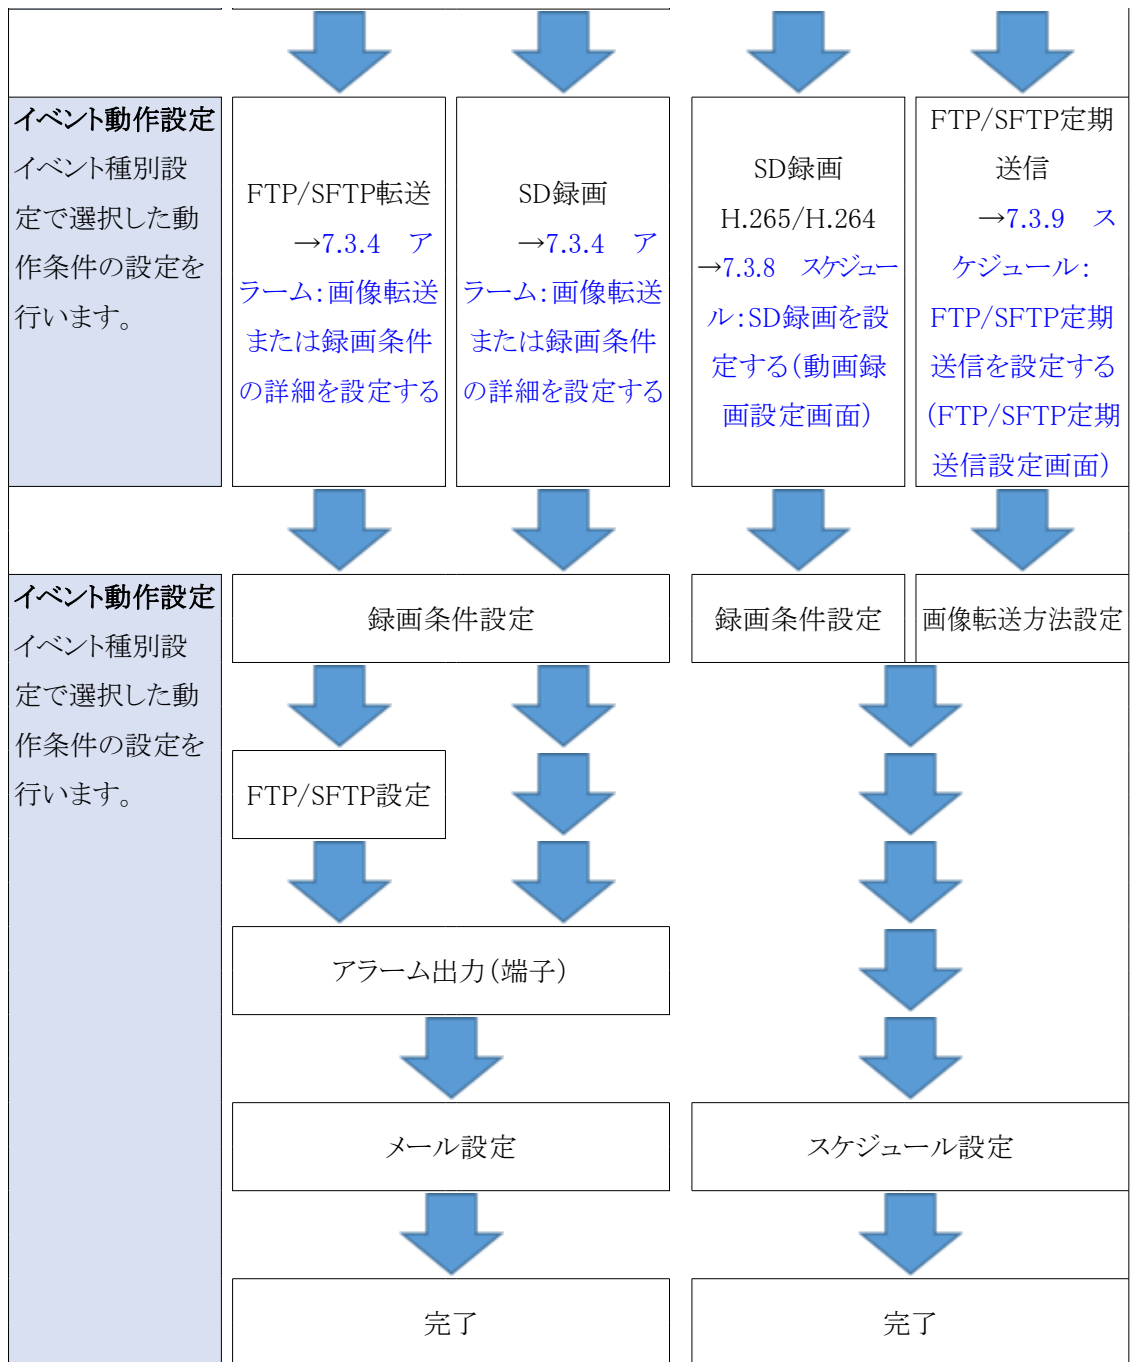 イベント動作設定
イベント種別設
定で選択した動
作条件の設定を
行います。
FTP/SFTP転送
→7.3.4　ア
ラーム：画像転送
または録画条件
の詳細を設定する
SD録画
→7.3.4　ア
ラーム：画像転送
または録画条件
の詳細を設定する
SD録画
H.265/H.264
→7.3.8　スケジュー
ル：SD録画を設
定する（動画録
画設定画面）
FTP/SFTP定期
送信
→7.3.9　ス
ケジュール：
FTP/SFTP定期
送信を設定する
（FTP/SFTP定期
送信設定画面）
イベント動作設定
イベント種別設
定で選択した動
作条件の設定を
行います。
録画条件設定
録画条件設定
画像転送方法設定
FTP/SFTP設定
アラーム出力（端子）
メール設定
スケジュール設定
完了
完了